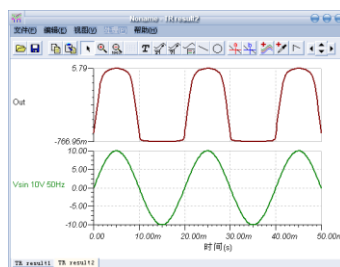 Noname - TR result2
文件(F) 编辑(E) 视图(V) 帮助(H)
T
5.79
Out
-766.95m
10.00
5.00
Vsin 10V 50Hz
0.00
-5.00
-10.00
0.00 10.00m 20.00m 30.00m 40.00m 50.00m
时间(s)
TR result1 TR result2